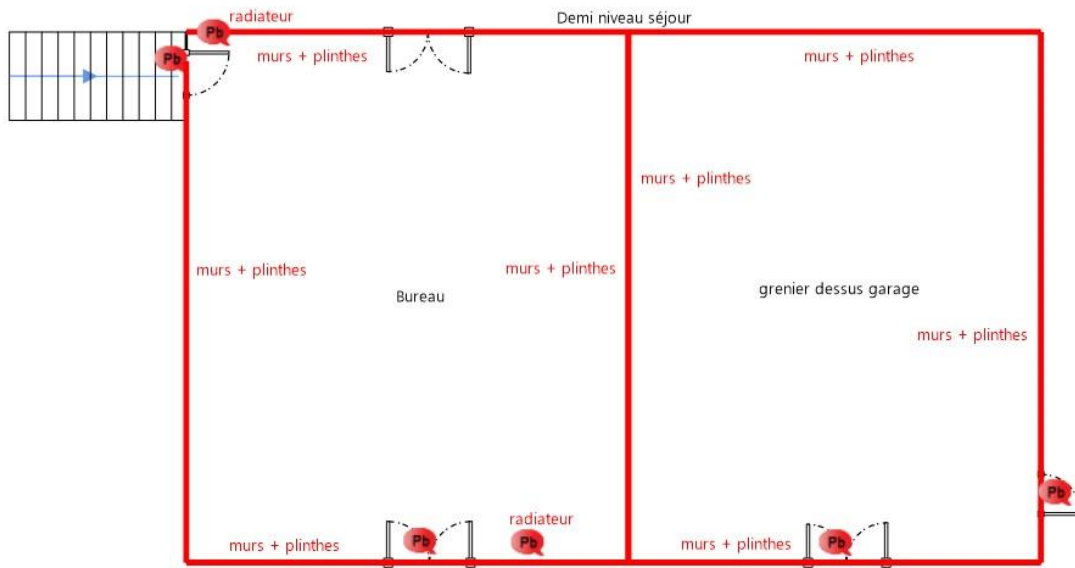 radiateur
Demi niveau séjour
Pb
Pb
murs + plinthes
murs + plinthes
murs + plinthes
murs + plinthes
murs + plinthes
Bureau
grenier dessus garage
murs + plinthes
Pb
radiateur
Pb
Pb
Pb
murs + plinthes
murs + plinthes